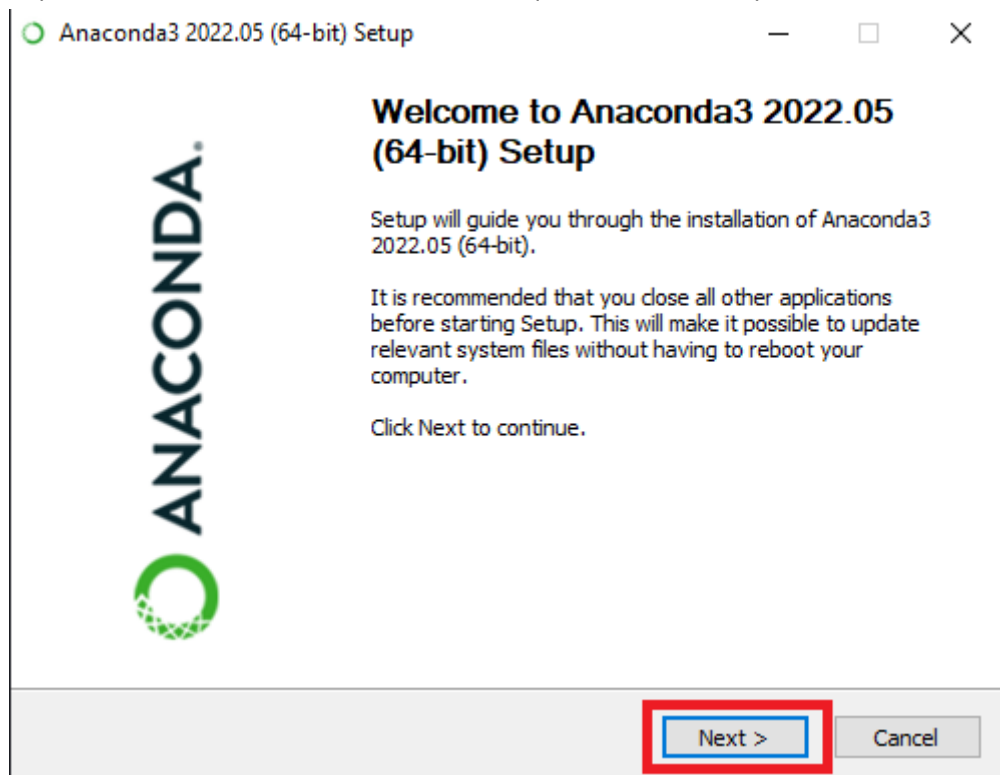 Anaconda3 2022.05 (64-bit) Setup
Welcome to Anaconda3 2022.05
(64-bit) Setup
ANACONDA.
Setup will guide you through the installation of Anaconda3
2022.05 (64-bit).
It is recommended that you close all other applications
before starting Setup. This will make it possible to update
relevant system files without having to reboot your
computer.
Click Next to continue.
Next >
Cancel